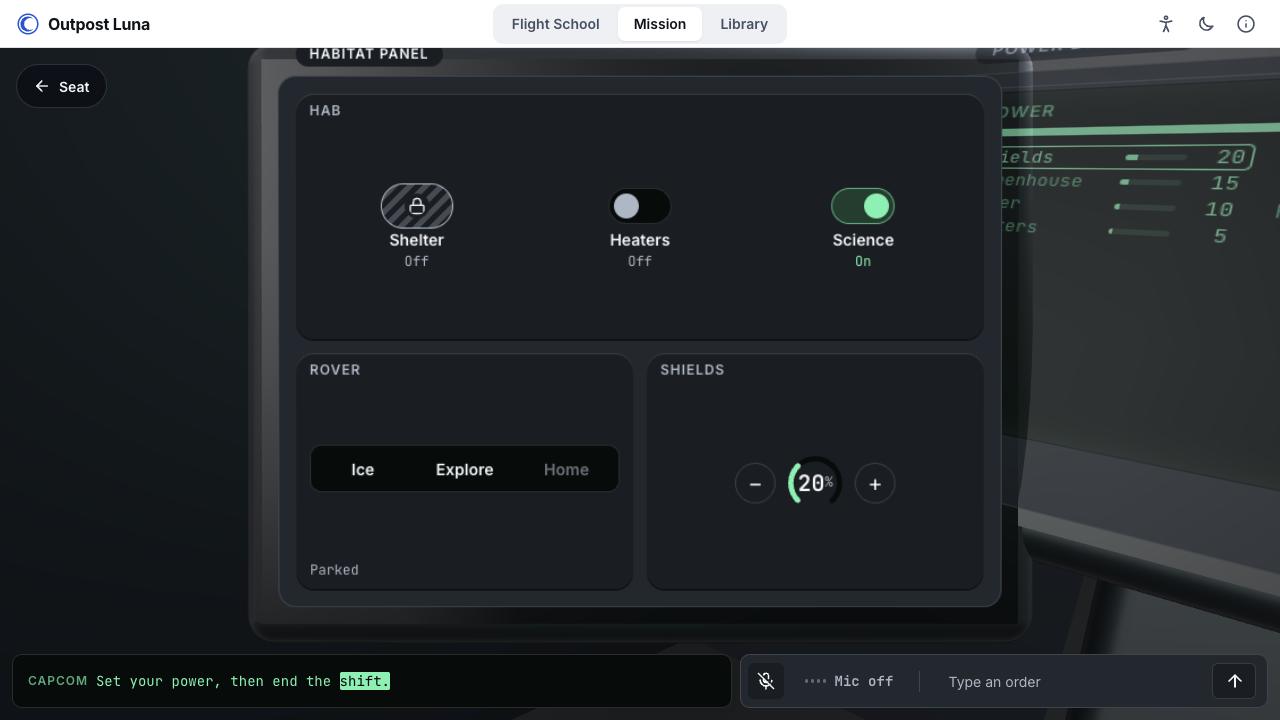 Outpost Luna
Flight School
Mission
Library
Seat
HABITAT PANEL
HAB
Shelter
Off
Heaters
Off
Science
On
ROVER
Ice
Explore
Home
Parked
SHIELDS
−
20%
+
20
15
10
5
CAPCOM Set your power, then end the shift.
Mic off
Type an order